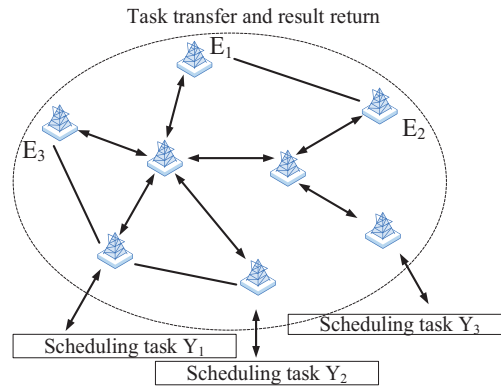 Task transfer and result return
E1
E2
E3
Scheduling task Y3
Scheduling task Y1
Scheduling task Y2